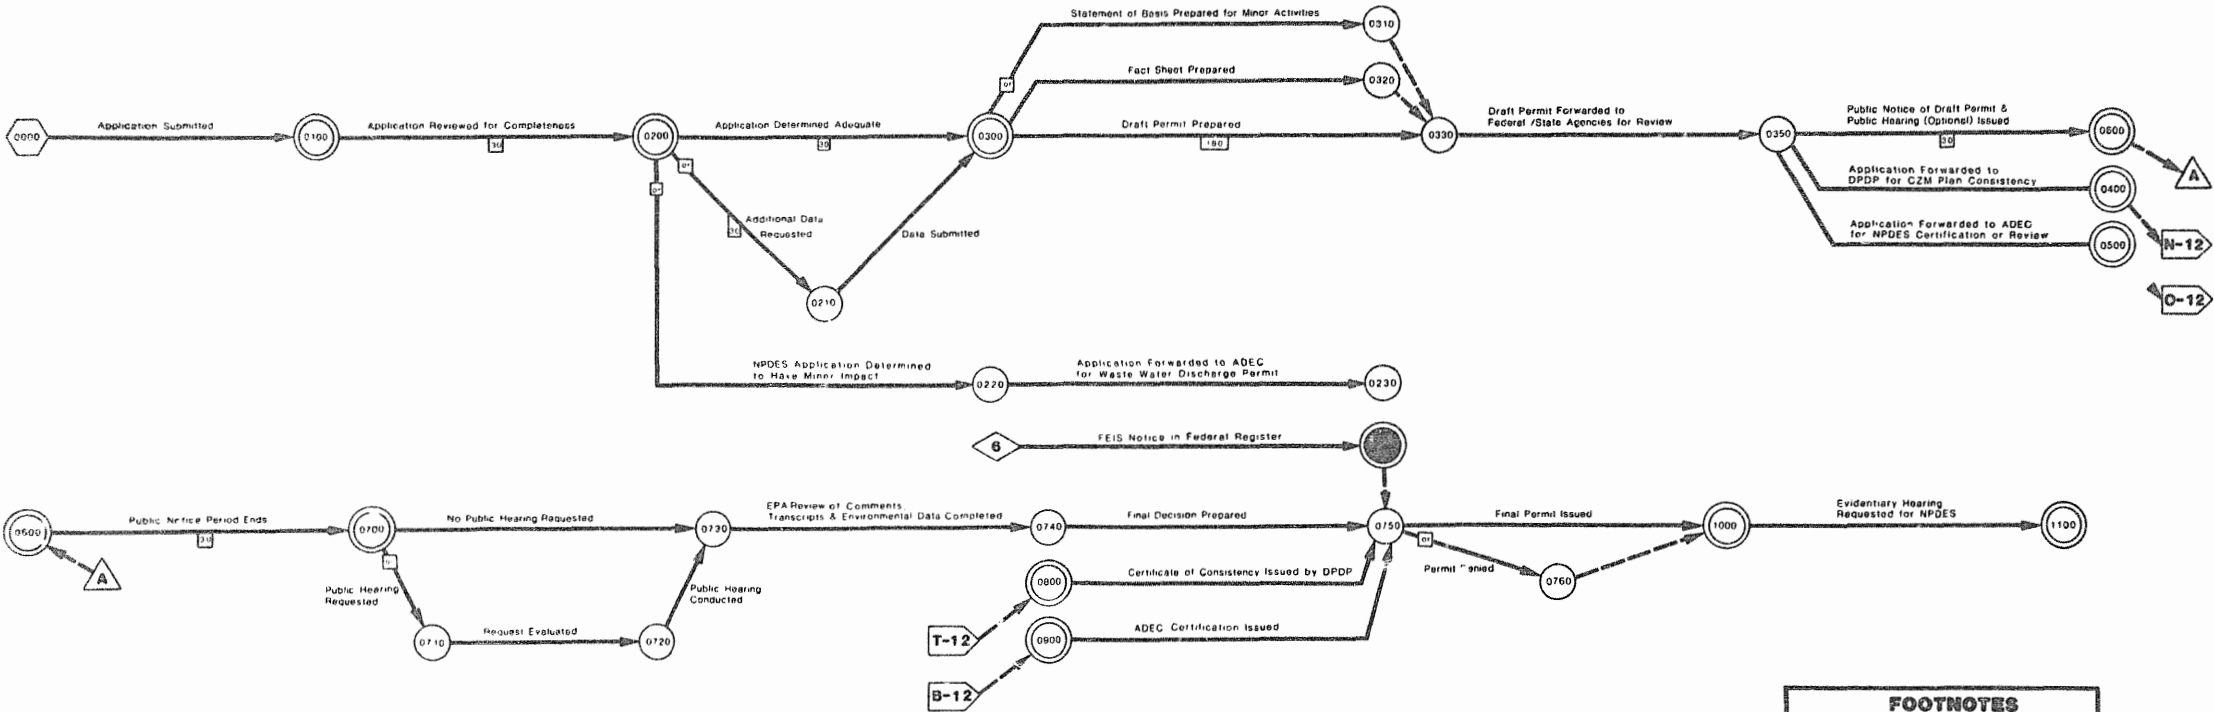 Statement of Basis Prepared for Minor Activities
0310
or
Fact Sheet Prepared
0320
0000
Application Submitted
0100
Application Reviewed for Completeness
30
0200
Application Determined Adequate
30
0300
Draft Permit Prepared
180
0330
Draft Permit Forwarded to
Federal /State Agencies for Review
0350
Public Notice of Draft Permit &
Public Hearing (Optional) Issued
30
0600
A
or
or
Application Forwarded to
DPDP for CZM Plan Consistency
0400
N-12
Additional Data
Requested
30
Data Submitted
Application Forwarded to ADEC
for NPDES Certification or Review
0500
O-12
0210
NPDES Application Determined
to Have Minor Impact
0220
Application Forwarded to ADEC
for Waste Water Discharge Permit
0230
6
FEIS Notice in Federal Register
0600
Public Notice Period Ends
30
0700
No Public Hearing Requested
0730
EPA Review of Comments,
Transcripts & Environmental Data Completed
0740
Final Decision Prepared
0750
Final Permit Issued
1000
Evidentiary Hearing
Requested for NPDES
1100
A
or
Public Hearing
Requested
0710
Request Evaluated
0720
Public Hearing
Conducted
0800
Certificate of Consistency Issued by DPDP
or
Permit Denied
0760
T-12
0900
ADEC Certification Issued
B-12
FOOTNOTES